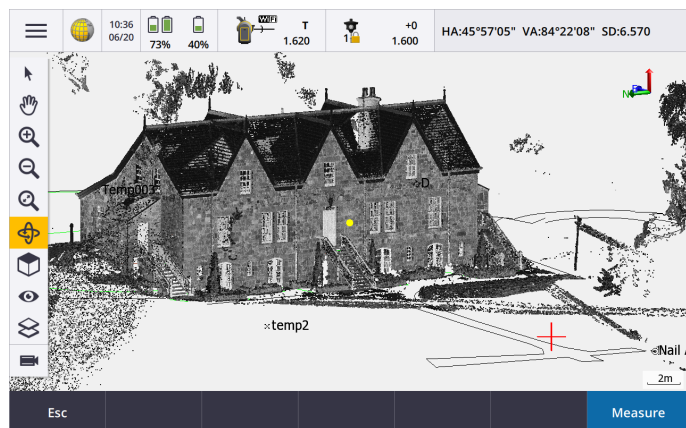 10:36
06/20
73%
40%
WiFi
T
1.620
1
+0
1.600
HA:45°57'05" VA:84°22'08" SD:6.570
N
Temp003
D
temp2
Nail
2m
Esc
Measure